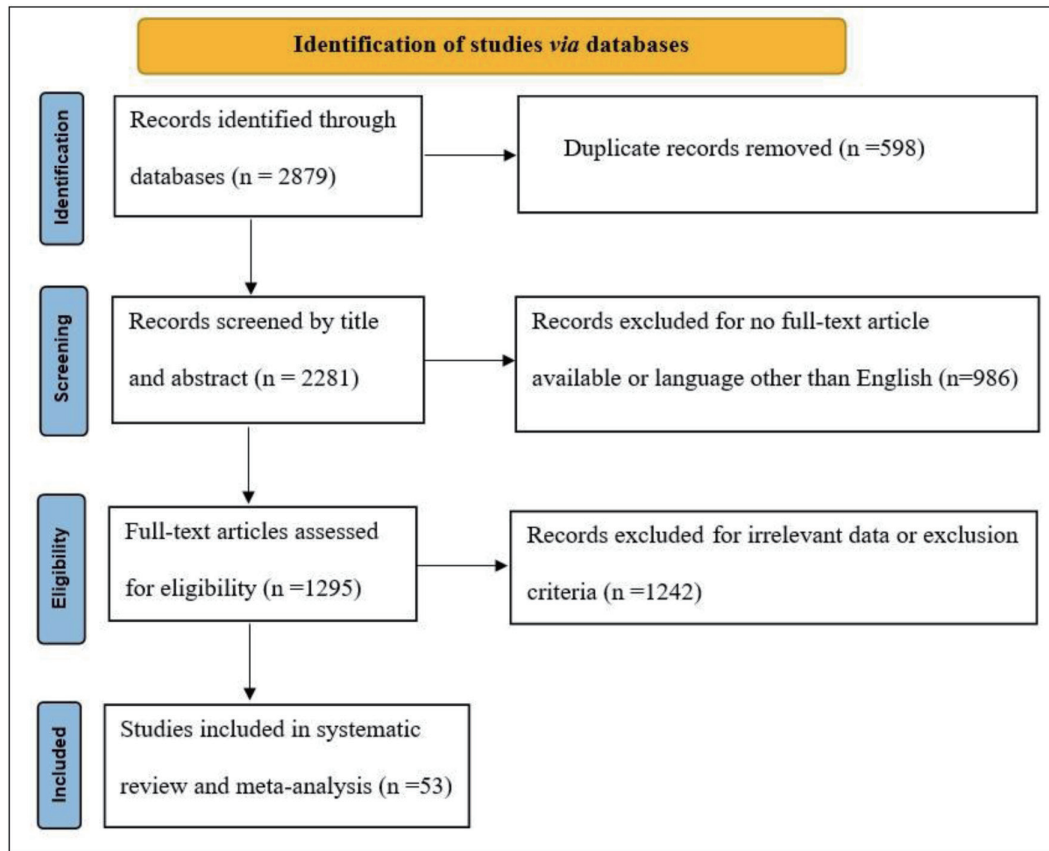 Identification of studies via databases
Identification
Records identified through
databases (n = 2879)
Duplicate records removed (n =598)
Screening
Records screened by title
and abstract (n = 2281)
Records excluded for no full-text article
available or language other than English (n=986)
Eligibility
Full-text articles assessed
for eligibility (n =1295)
Records excluded for irrelevant data or exclusion
criteria (n =1242)
Included
Studies included in systematic
review and meta-analysis (n =53)